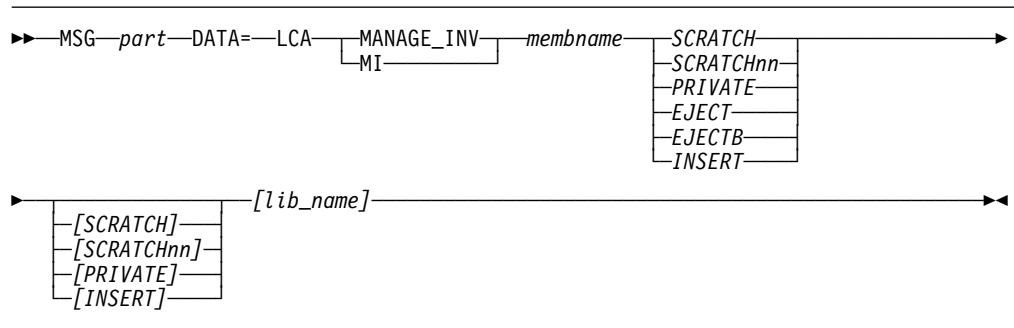 MSG part DATA= LCA MANAGE_INV membname SCRATCH
MI SCRATCHnn
PRIVATE
EJECT
EJECTB
INSERT
[lib_name]
[SCRATCH]
[SCRATCHnn]
[PRIVATE]
[INSERT]